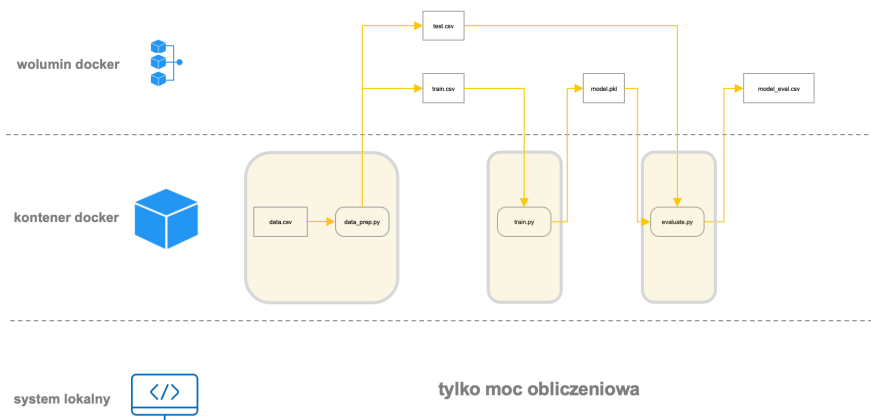 test.csv
wolumin docker
train.csv
model.pkl
model_eval.csv
kontener docker
data.csv
data_prep.py
train.py
evaluate.py
tylko moc obliczeniowa
system lokalny